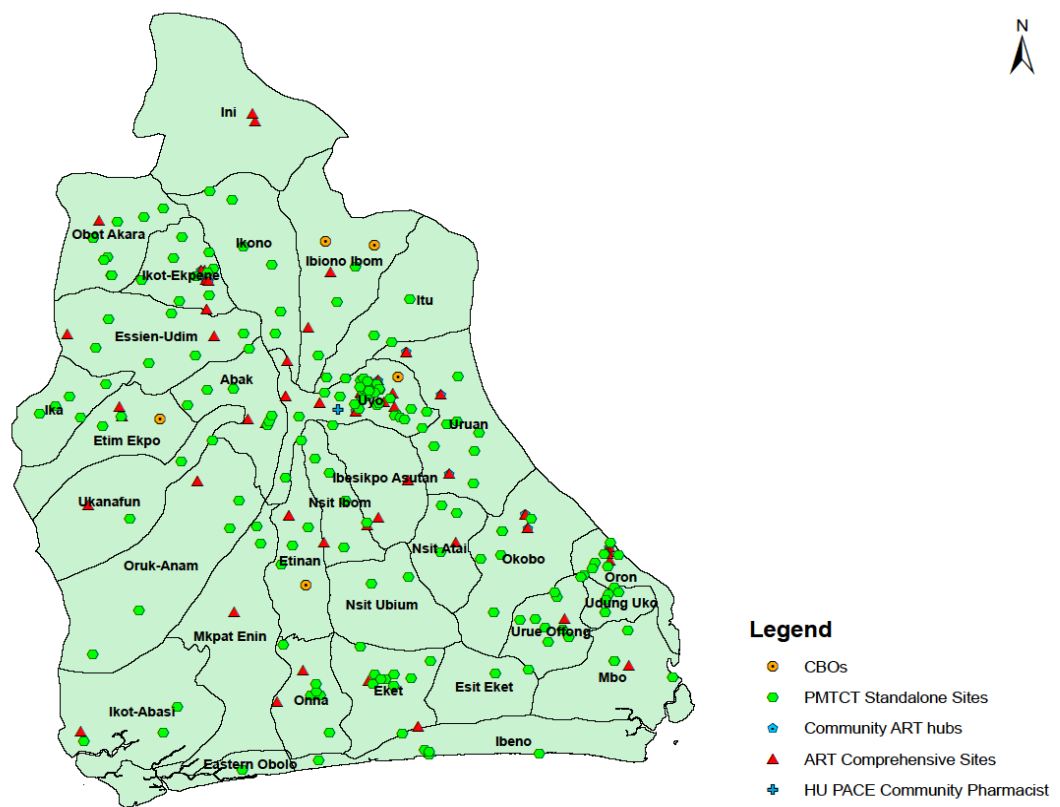 N
Ini
Obot Akara
Ikono
Ibiono Ibom
Ikot-Ekpene
Itu
Essien-Udim
Abak
Uyo
Ika
Etim Ekpo
Uruan
Ibesikpo Asutan
Ukanafun
Nsit Ibom
Nsit Atai
Okobo
Etinan
Oruk-Anam
Oron
Nsit Ubium
Udung Uko
Urue Offong
Mkpat Enin
Mbo
Eket
Esit Eket
Onna
Ikot-Abasi
Ibeno
Eastern Obolo
Legend
CBOs
PMTCT Standalone Sites
Community ART hubs
ART Comprehensive Sites
HU PACE Community Pharmacist